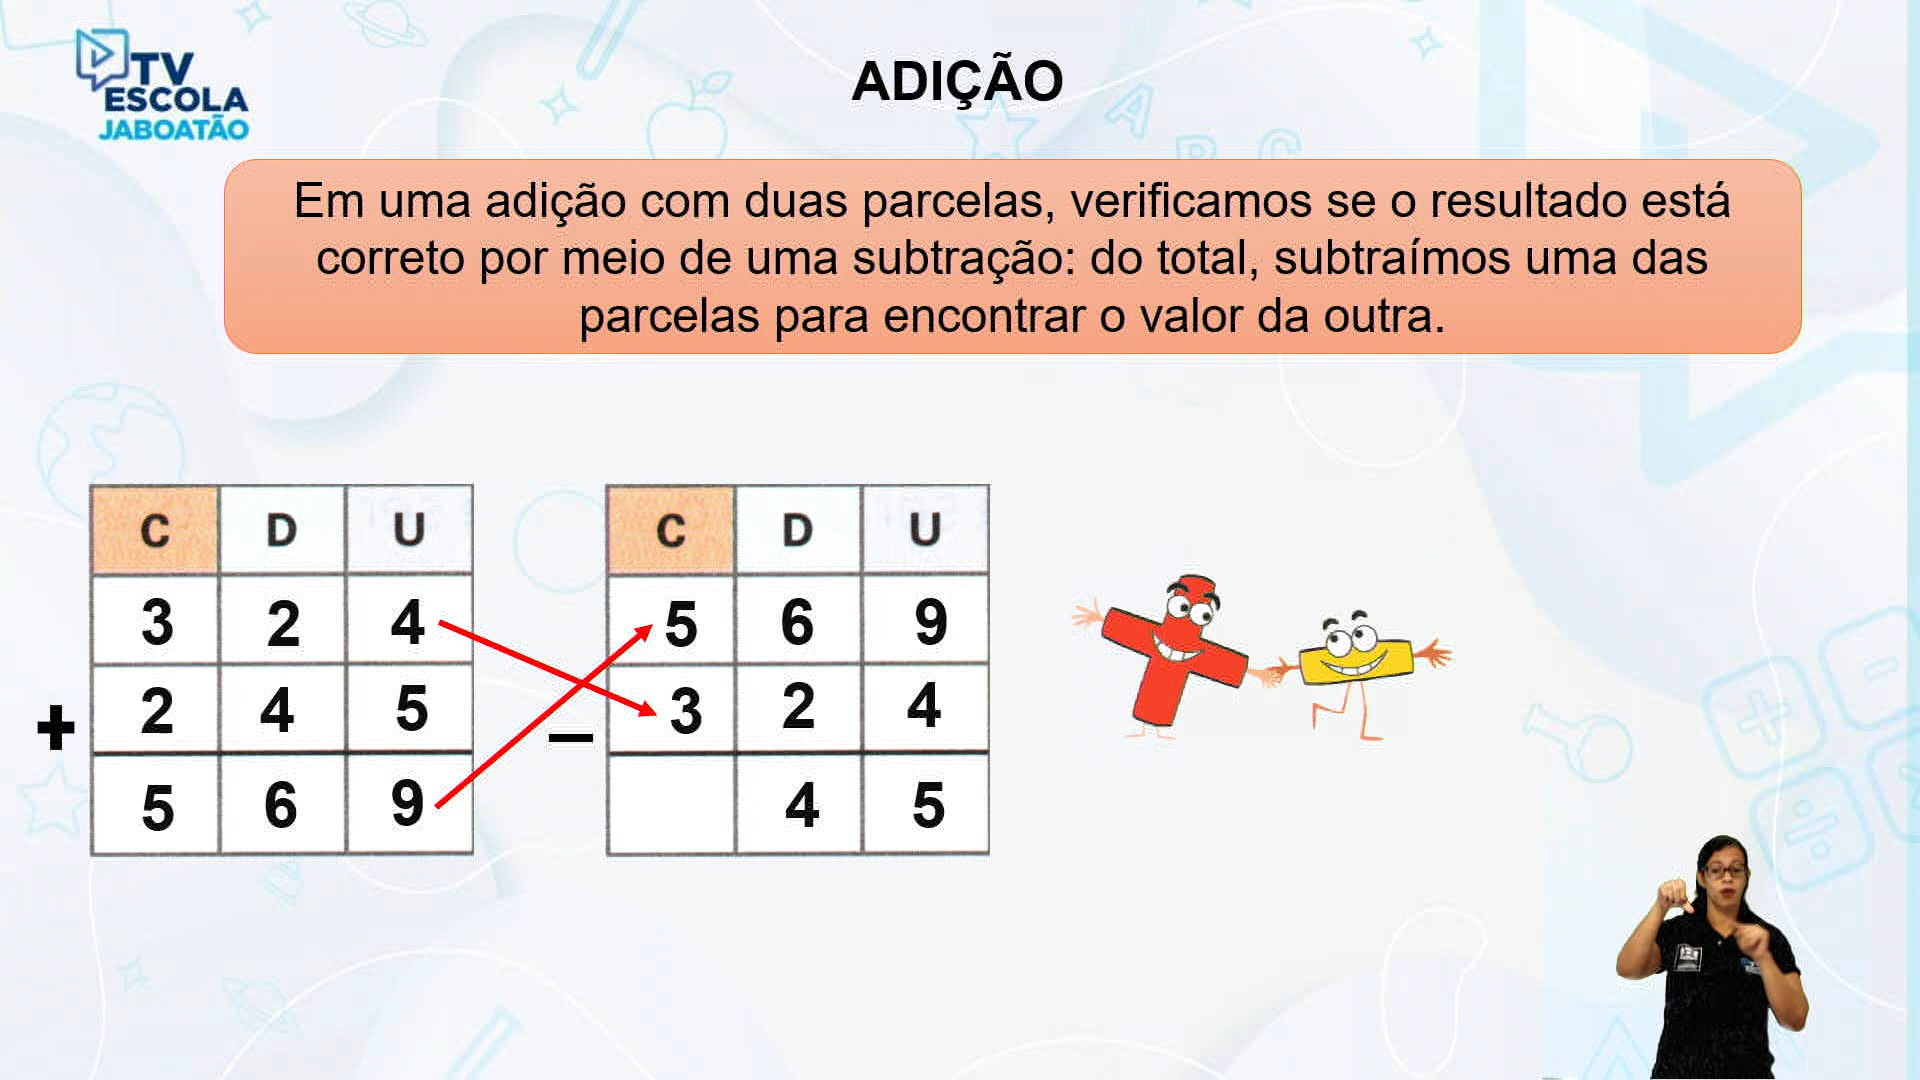 TV
ESCOLA
JABOATÃO
ADIÇÃO
Em uma adição com duas parcelas, verificamos se o resultado está
correto por meio de uma subtração: do total, subtraímos uma das
parcelas para encontrar o valor da outra.
C D U
3 2 4
+ 2 4 5
5 6 9
C D U
5 6 9
– 3 2 4
4 5
A B C